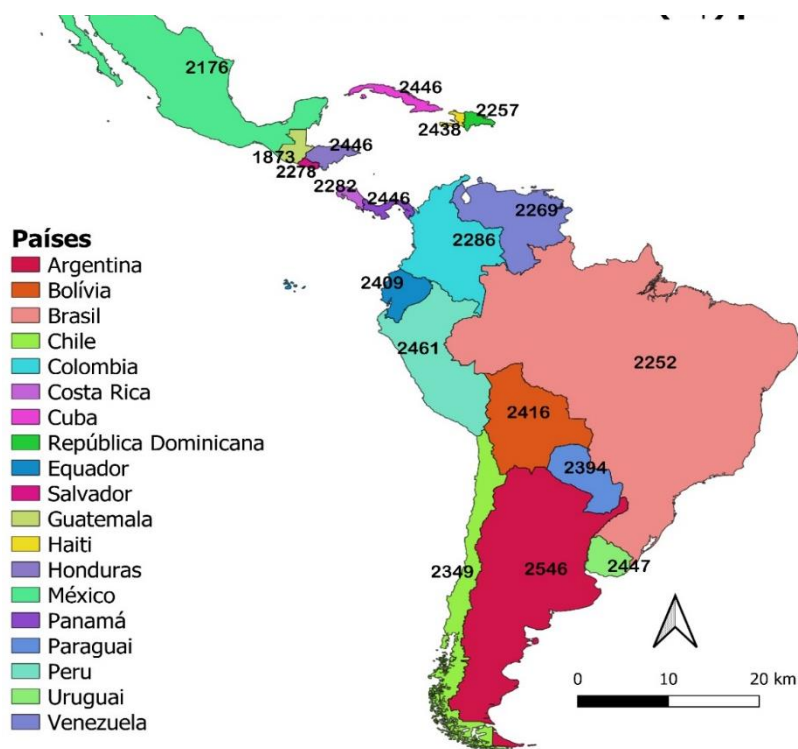 2176
2446
2257
2438
2446
1873
2278
2282
2446
2269
2286
2409
2461
2252
2416
2394
2349
2546
2447
Países
Argentina
Bolívia
Brasil
Chile
Colombia
Costa Rica
Cuba
República Dominicana
Equador
Salvador
Guatemala
Haiti
Honduras
México
Panamá
Paraguai
Peru
Uruguai
Venezuela
0 10 20 km